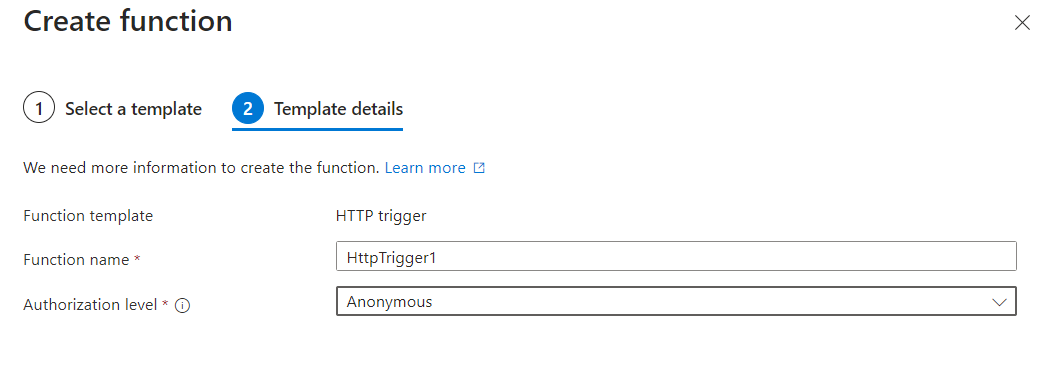 Create function
1 Select a template 2 Template details
We need more information to create the function. Learn more
Function template HTTP trigger
Function name * HttpTrigger1
Authorization level * Anonymous